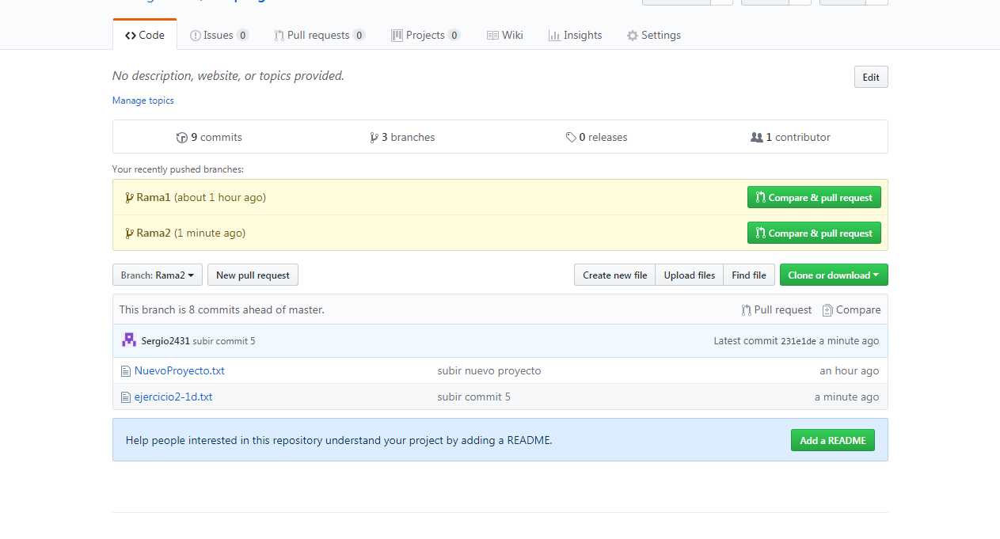 Code Issues 0 Pull requests 0 Projects 0 Wiki Insights Settings
No description, website, or topics provided. Edit
Manage topics
9 commits 3 branches 0 releases 1 contributor
Your recently pushed branches:
Rama1 (about 1 hour ago) Compare & pull request
Rama2 (1 minute ago) Compare & pull request
Branch: Rama2 New pull request Create new file Upload files Find file Clone or download
This branch is 8 commits ahead of master. Pull request Compare
Sergio2431 subir commit 5 Latest commit 231e1de a minute ago
NuevoProyecto.txt subir nuevo proyecto an hour ago
ejercicio2-1d.txt subir commit 5 a minute ago
Help people interested in this repository understand your project by adding a README. Add a README